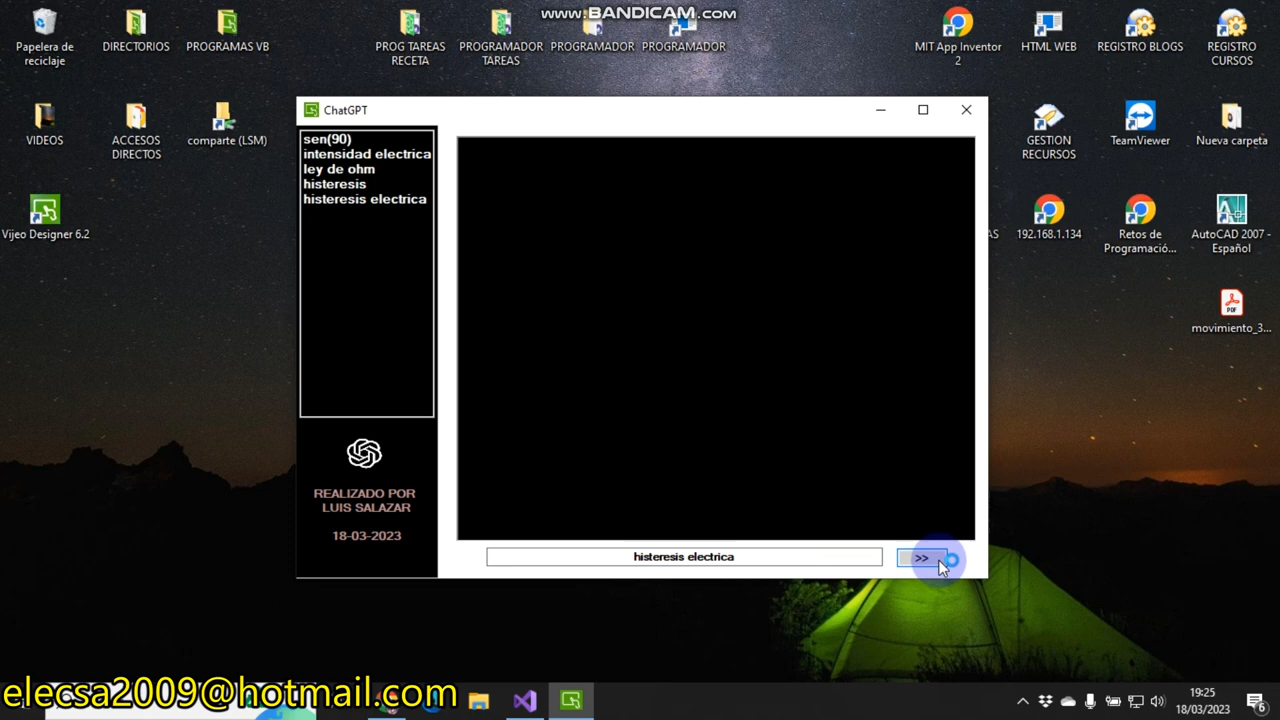 www.BANDICAM.com
Papelera de
reciclaje
DIRECTORIOS
PROGRAMAS VB
PROG TAREAS
RECETA
PROGRAMADOR
TAREAS
PROGRAMADOR
PROGRAMADOR
MIT App Inventor
2
HTML WEB
REGISTRO BLOGS
REGISTRO
CURSOS
VIDEOS
ACCESOS
DIRECTOS
comparte (LSM)
GESTION
RECURSOS
TeamViewer
Nueva carpeta
Vijeo Designer 6.2
AS
192.168.1.134
Retos de
Programació...
AutoCAD 2007 -
Español
movimiento_3...
ChatGPT
sen(90)
intensidad electrica
ley de ohm
histeresis
histeresis electrica
REALIZADO POR
LUIS SALAZAR
18-03-2023
histeresis electrica
>>
elecsa2009@hotmail.com
19:25
18/03/2023
6